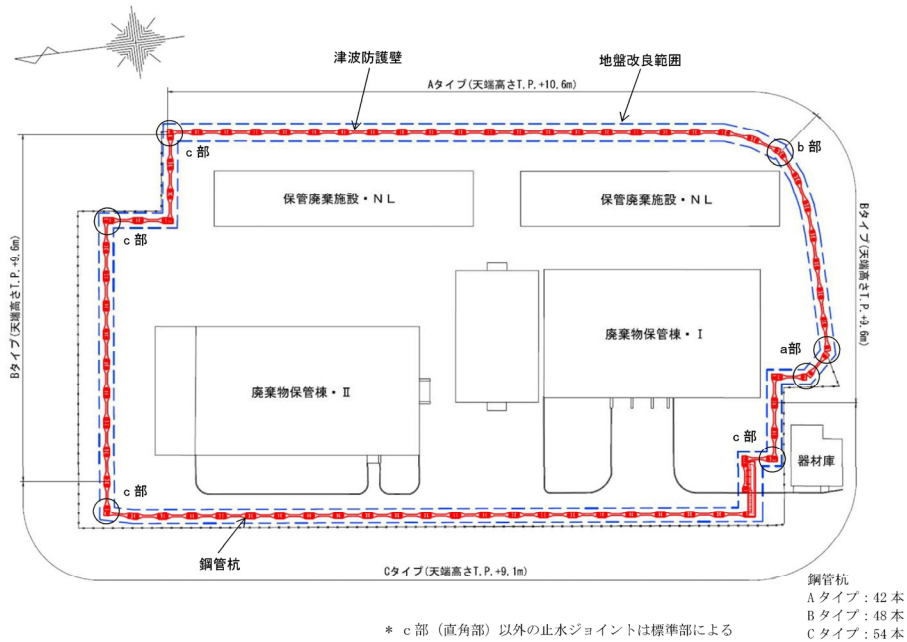 津波防護壁
地盤改良範囲
Aタイプ(天端高さT.P.+10.6m)
c部
b部
保管廃棄施設・NL
保管廃棄施設・NL
c部
Bタイプ(天端高さT.P.+9.6m)
Bタイプ(天端高さT.P.+9.6m)
廃棄物保管棟・Ⅰ
a部
廃棄物保管棟・Ⅱ
c部
器材庫
c部
鋼管杭
Cタイプ(天端高さT.P.+9.1m)
鋼管杭
Aタイプ：42本
Bタイプ：48本
Cタイプ：54本
* c部（直角部）以外の止水ジョイントは標準部による